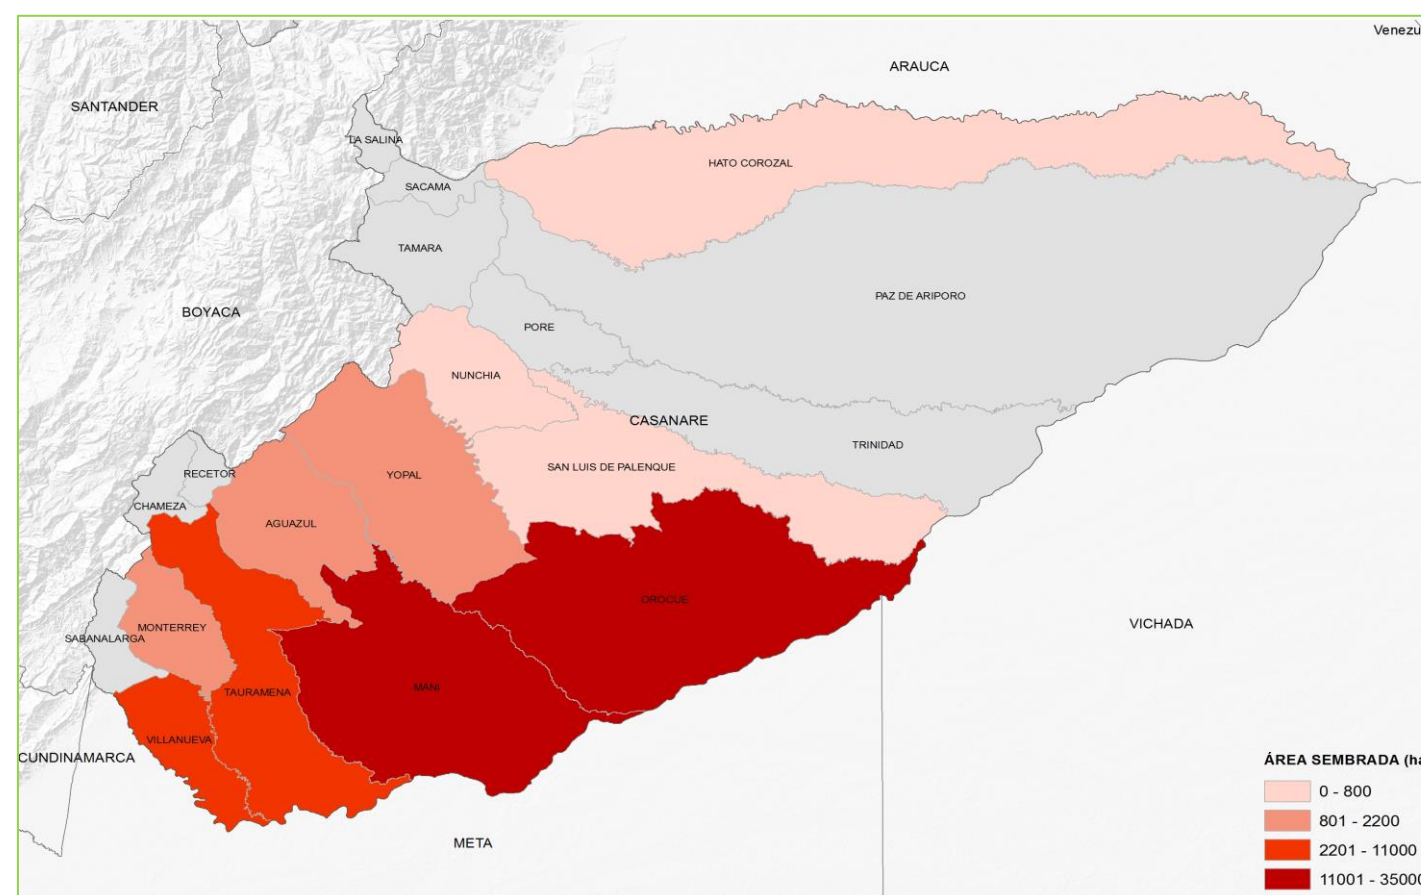 Venezu
ARAUCA
SANTANDER
LA SALINA
HATO COROZAL
SACAMA
TAMARA
PAZ DE ARIPORO
BOYACA
PORE
NUNCHIA
CASANARE
TRINIDAD
SAN LUIS DE PALENQUE
RECETOR
YOPAL
CHAMEZA
AGUAZUL
OROCUE
VICHADA
MONTERREY
SABANALARGA
MANI
TAURAMENA
VILLANUEVA
CUNDINAMARCA
ÁREA SEMBRADA (ha
0 - 800
801 - 2200
META
2201 - 11000
11001 - 35000